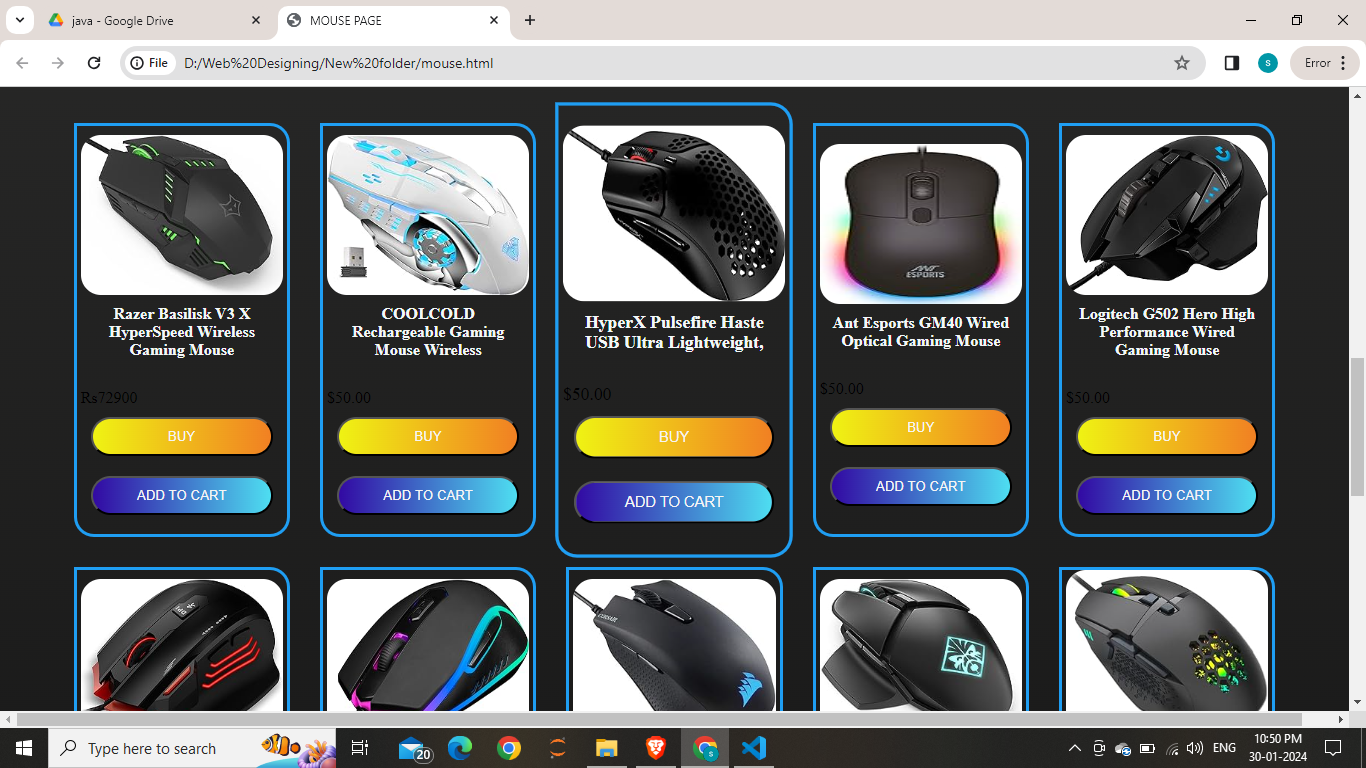 java - Google Drive
MOUSE PAGE
File
D:/Web%20Designing/New%20folder/mouse.html
s
Error
ANT
ESPORTS
Razer Basilisk V3 X
HyperSpeed Wireless
Gaming Mouse
COOLCOLD
Rechargeable Gaming
Mouse Wireless
HyperX Pulsefire Haste
USB Ultra Lightweight,
Ant Esports GM40 Wired
Optical Gaming Mouse
Logitech G502 Hero High
Performance Wired
Gaming Mouse
Rs72900
$50.00
$50.00
$50.00
$50.00
BUY
BUY
BUY
BUY
BUY
ADD TO CART
ADD TO CART
ADD TO CART
ADD TO CART
ADD TO CART
CORSAIR
Type here to search
20
S
ENG
10:50 PM
30-01-2024